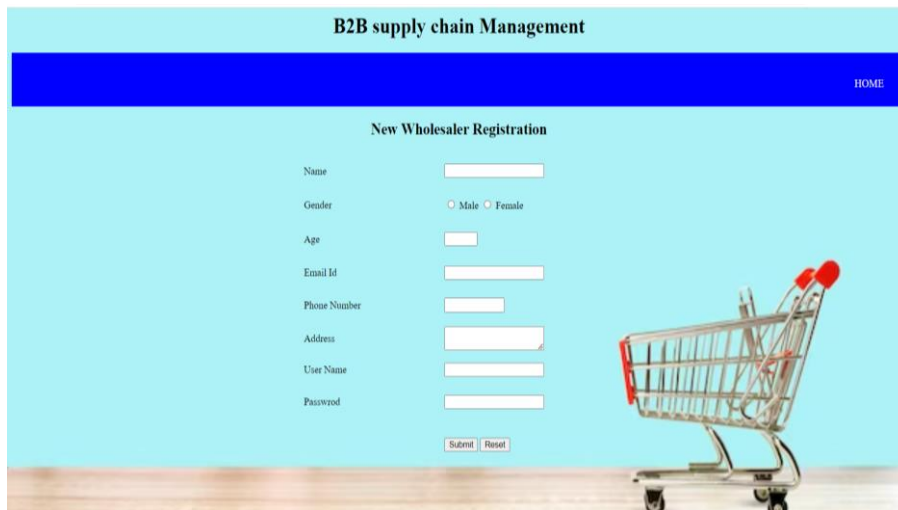 B2B supply chain Management
HOME
New Wholesaler Registration
Name
Gender Male Female
Age
Email Id
Phone Number
Address
User Name
Passwrod
Submit Reset